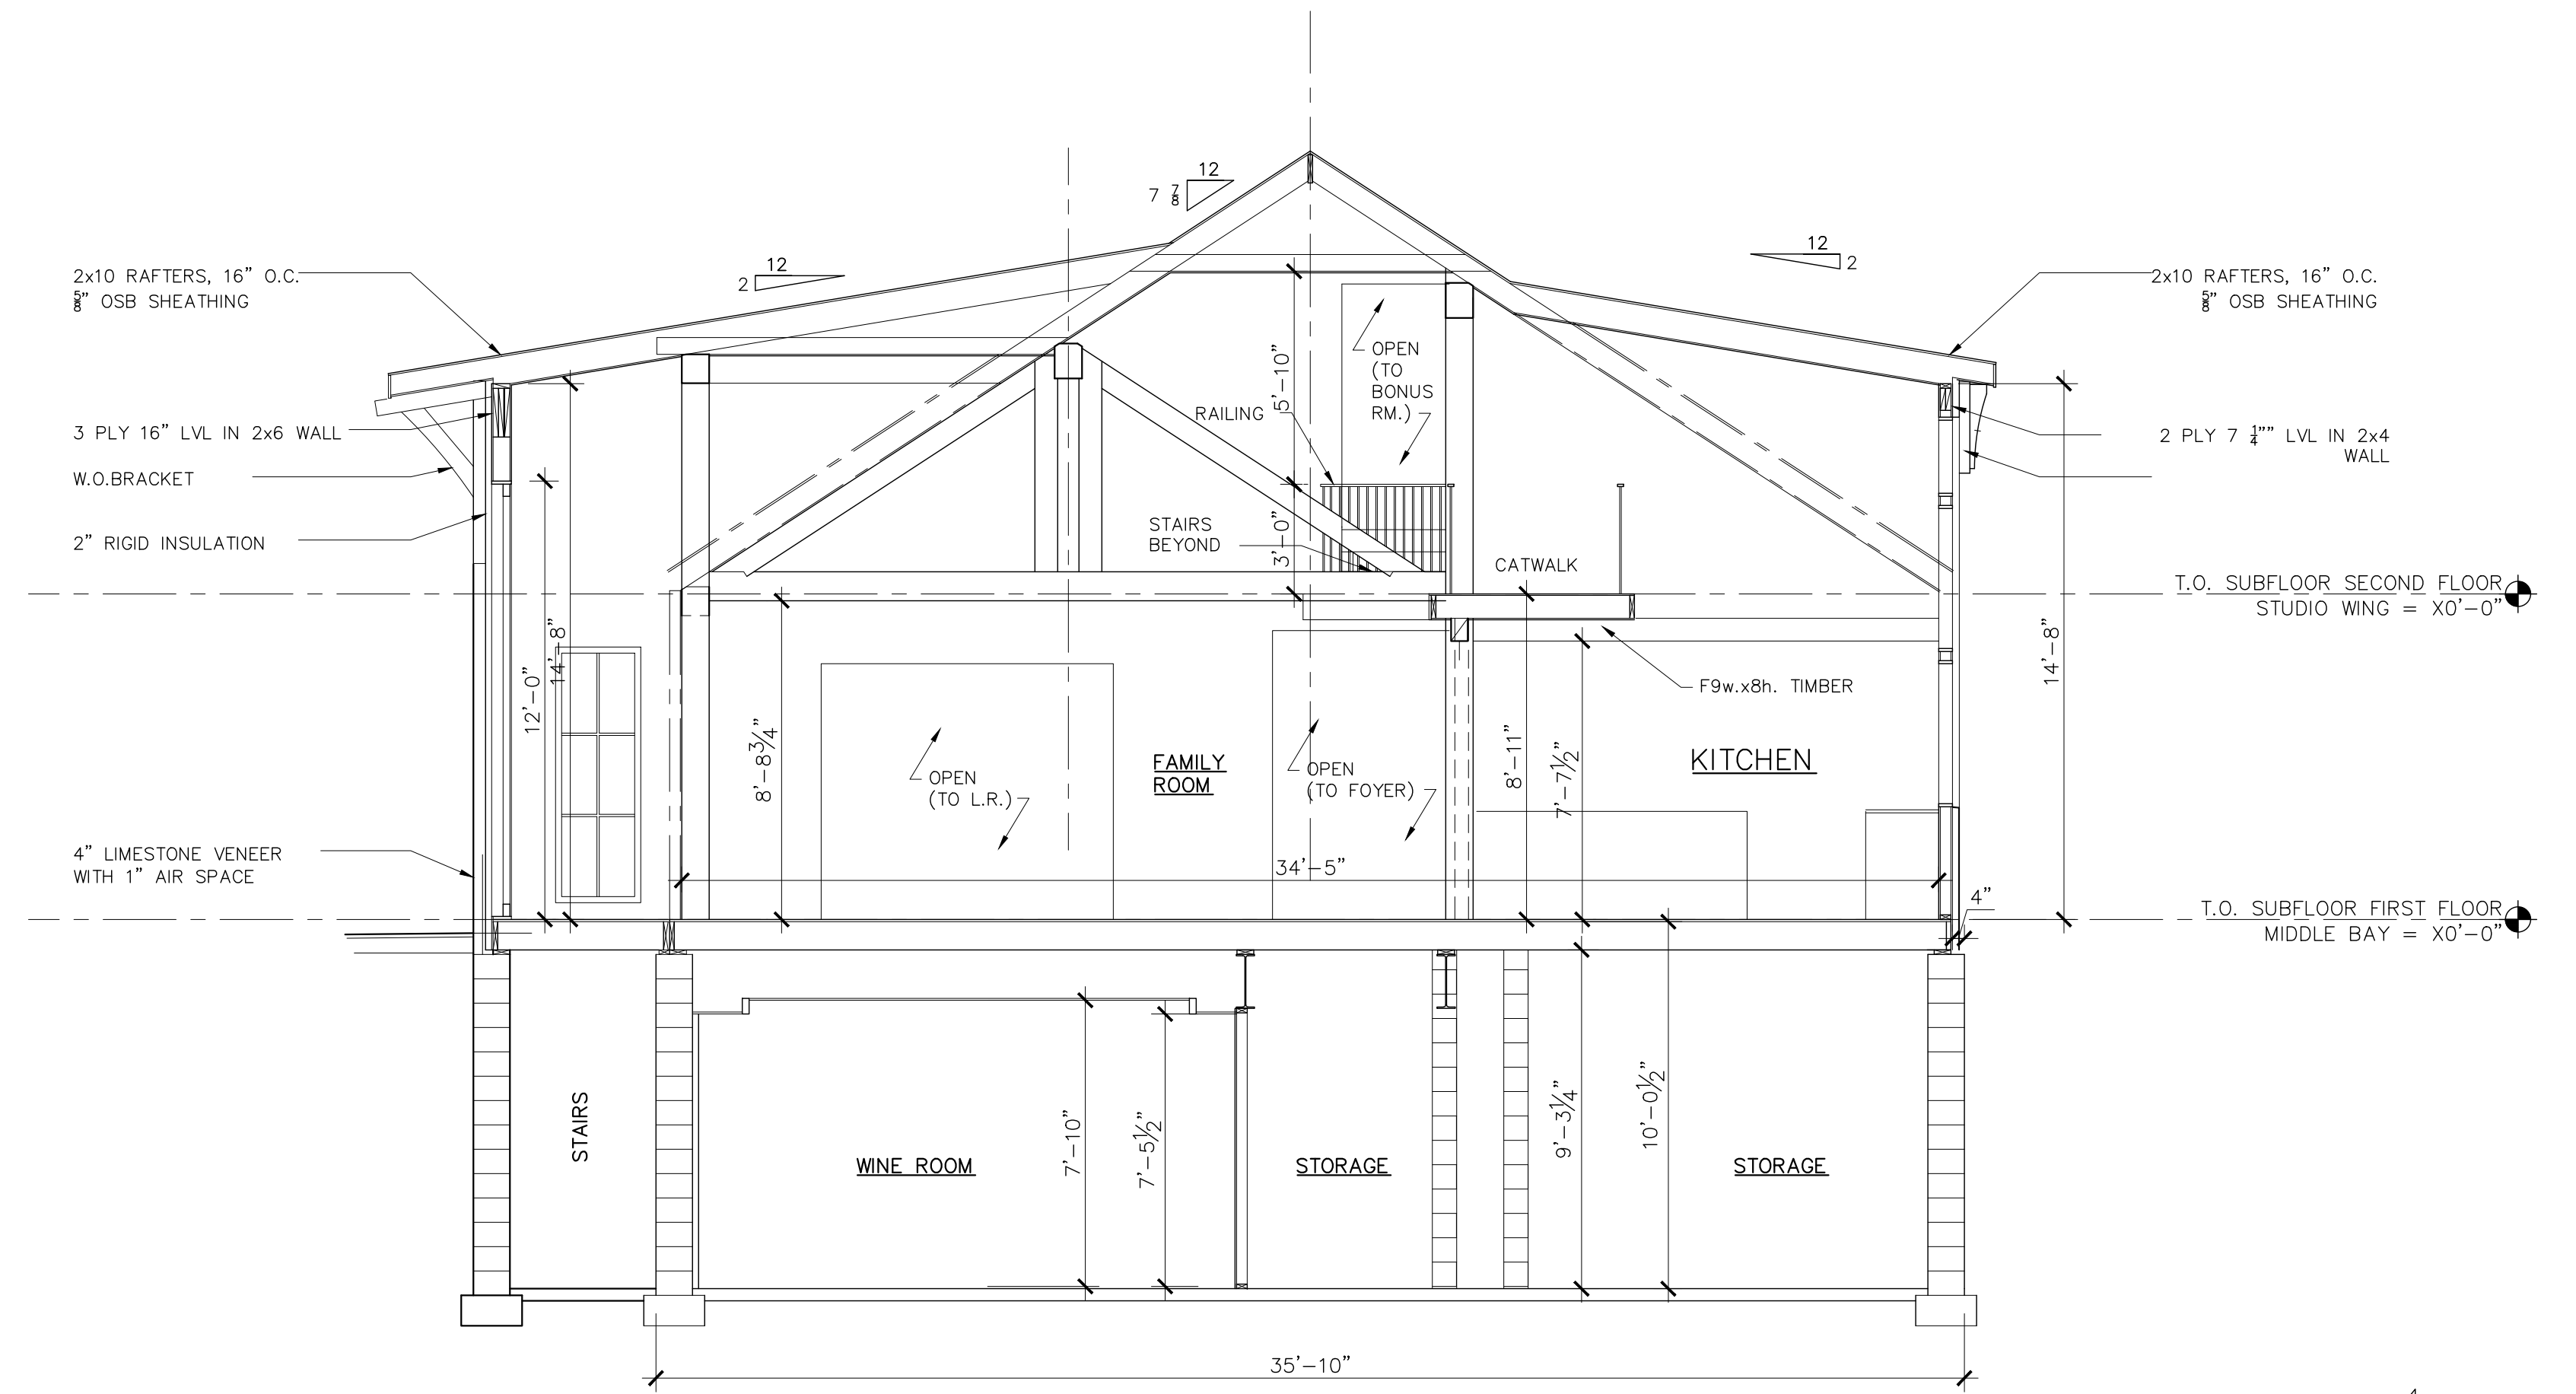 12
7 7/8
12
2
12
2
2x10 RAFTERS, 16” O.C.
5/8” OSB SHEATHING
2x10 RAFTERS, 16” O.C.
5/8” OSB SHEATHING
OPEN
(TO
BONUS
RM.)
5’-10”
RAILING
3 PLY 16” LVL IN 2x6 WALL
2 PLY 7 1/4”” LVL IN 2x4
WALL
W.O.BRACKET
2” RIGID INSULATION
STAIRS
BEYOND
3’-0”
CATWALK
T.O. SUBFLOOR SECOND FLOOR
STUDIO WING = X0’-0”
14’-8”
12’-0”
14’-8”
F9w.x8h. TIMBER
8’-8 3/4”
FAMILY
ROOM
8’-11”
7’-7 1/2”
KITCHEN
OPEN
(TO L.R.)
OPEN
(TO FOYER)
4” LIMESTONE VENEER
WITH 1” AIR SPACE
34’-5”
4”
T.O. SUBFLOOR FIRST FLOOR
MIDDLE BAY = X0’-0”
STAIRS
WINE ROOM
7’-10”
7’-5 1/2”
STORAGE
9’-3 1/4”
10’-0 1/2”
STORAGE
35’-10”